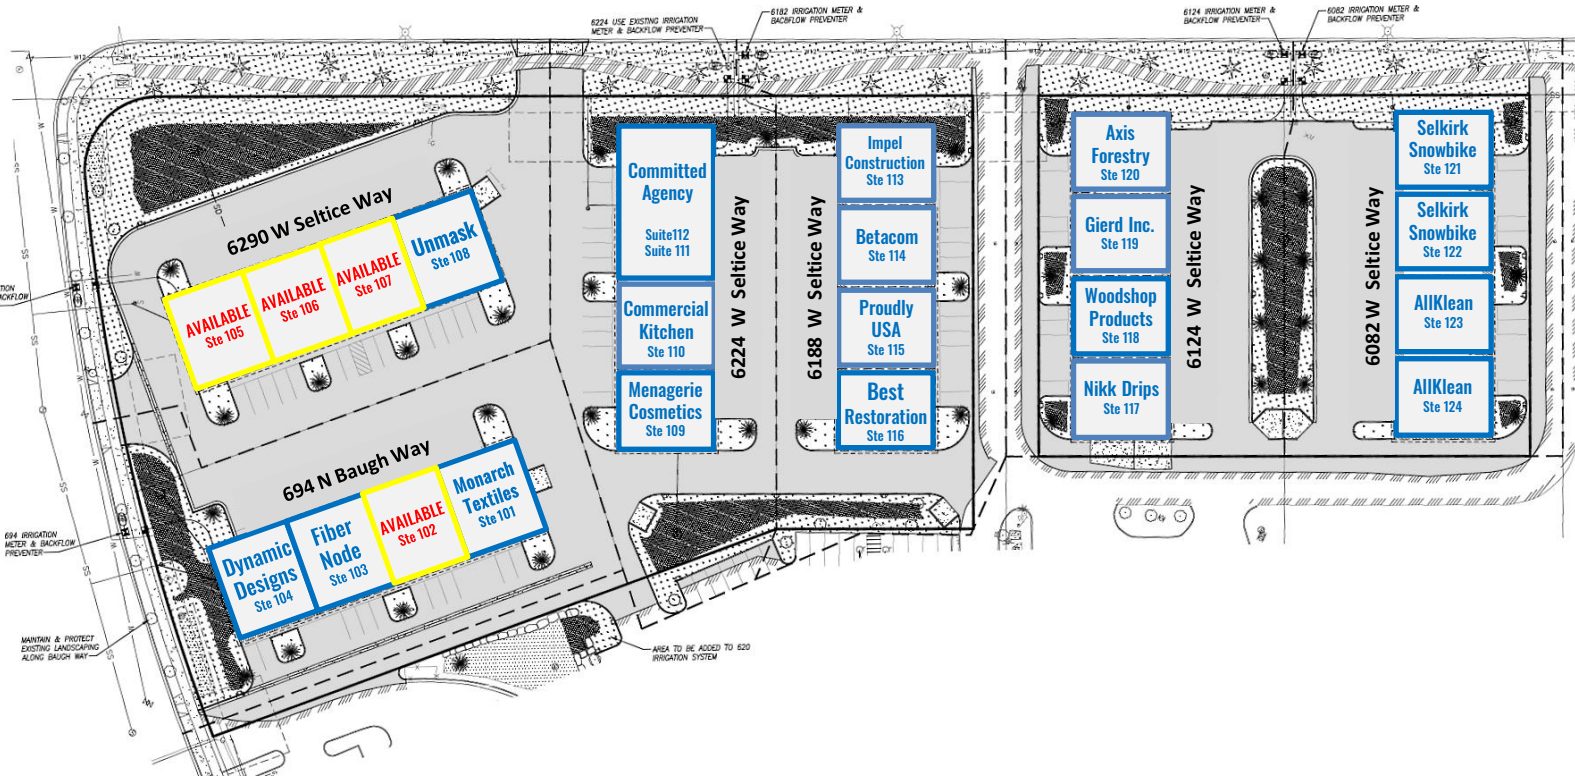 6224 USE EXISTING IRRIGATION
METER & BACKFLOW PREVENTER
6182 IRRIGATION METER &
BACBFLOW PREVENTER
6124 IRRIGATION METER &
BACKFLOW PREVENTER
6082 IRRIGATION METER &
BACKFLOW PREVENTER
6290 W Seltice Way
AVAILABLE
Ste 105
AVAILABLE
Ste 106
AVAILABLE
Ste 107
Unmask
Ste 108
694 N Baugh Way
Dynamic
Designs
Ste 104
Fiber
Node
Ste 103
AVAILABLE
Ste 102
Monarch
Textiles
Ste 101
Committed
Agency
Suite112
Suite 111
Commercial
Kitchen
Ste 110
Menagerie
Cosmetics
Ste 109
6224 W Seltice Way
6188 W Seltice Way
Impel
Construction
Ste 113
Betacom
Ste 114
Proudly
USA
Ste 115
Best
Restoration
Ste 116
Axis
Forestry
Ste 120
Gierd Inc.
Ste 119
Woodshop
Products
Ste 118
Nikk Drips
Ste 117
6124 W Seltice Way
6082 W Seltice Way
Selkirk
Snowbike
Ste 121
Selkirk
Snowbike
Ste 122
AllKlean
Ste 123
AllKlean
Ste 124
694 IRRIGATION
METER & BACKFLOW
PREVENTER
MAINTAIN & PROTECT
EXISTING LANDSCAPING
ALONG BAUGH WAY
AREA TO BE ADDED TO 620
IRRIGATION SYSTEM